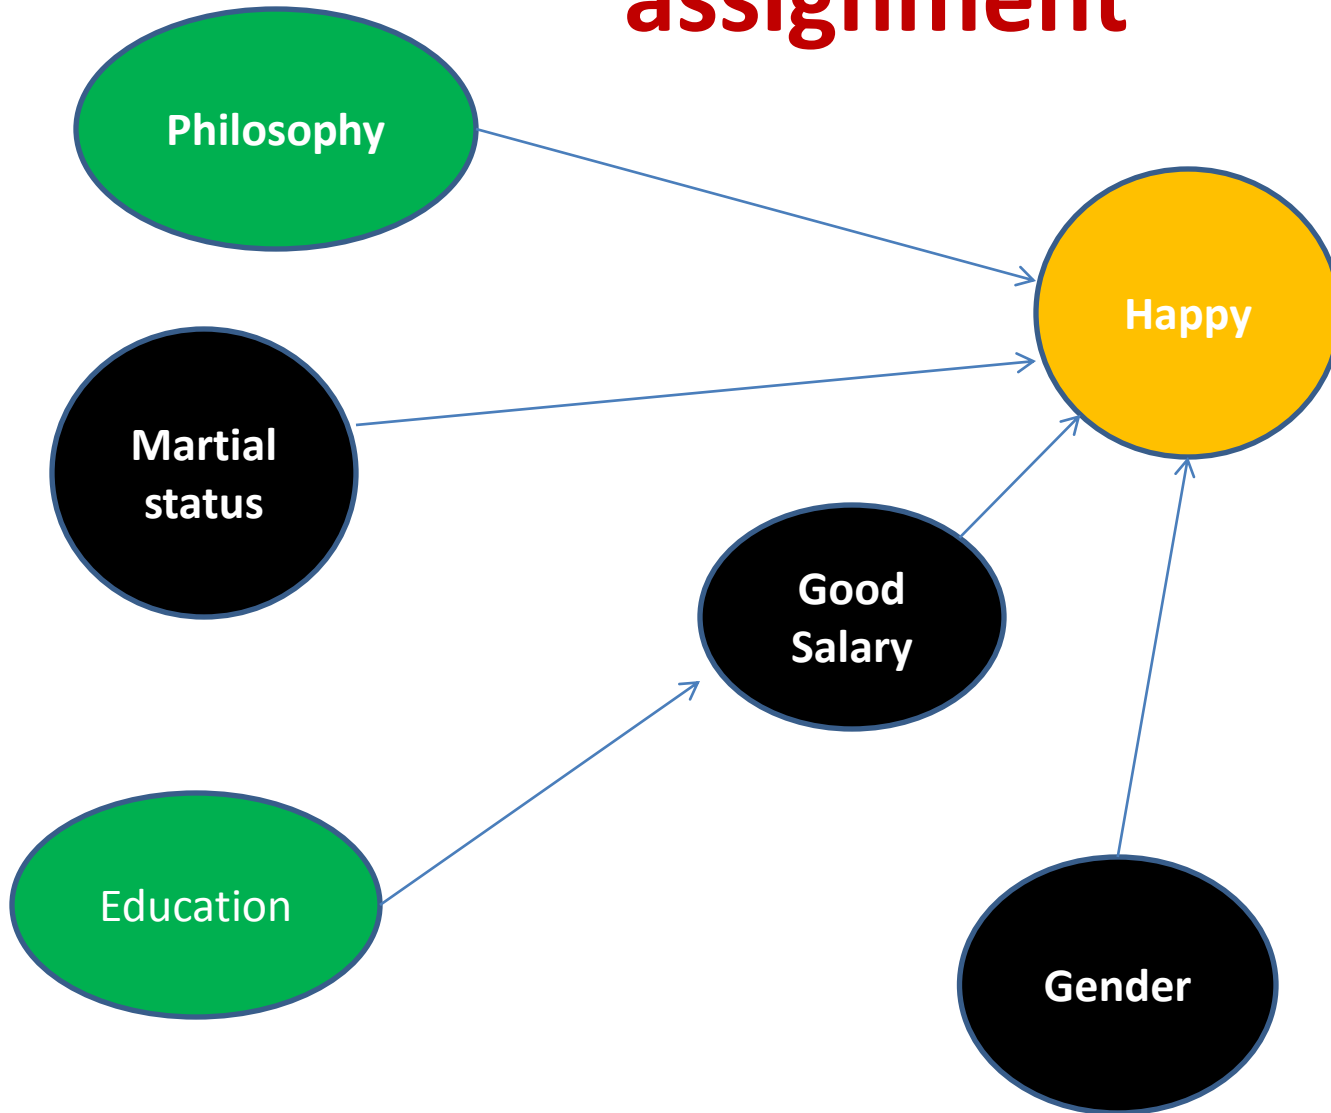 assignment
Philosophy
Happy
Martial
status
Good
Salary
Education
Gender